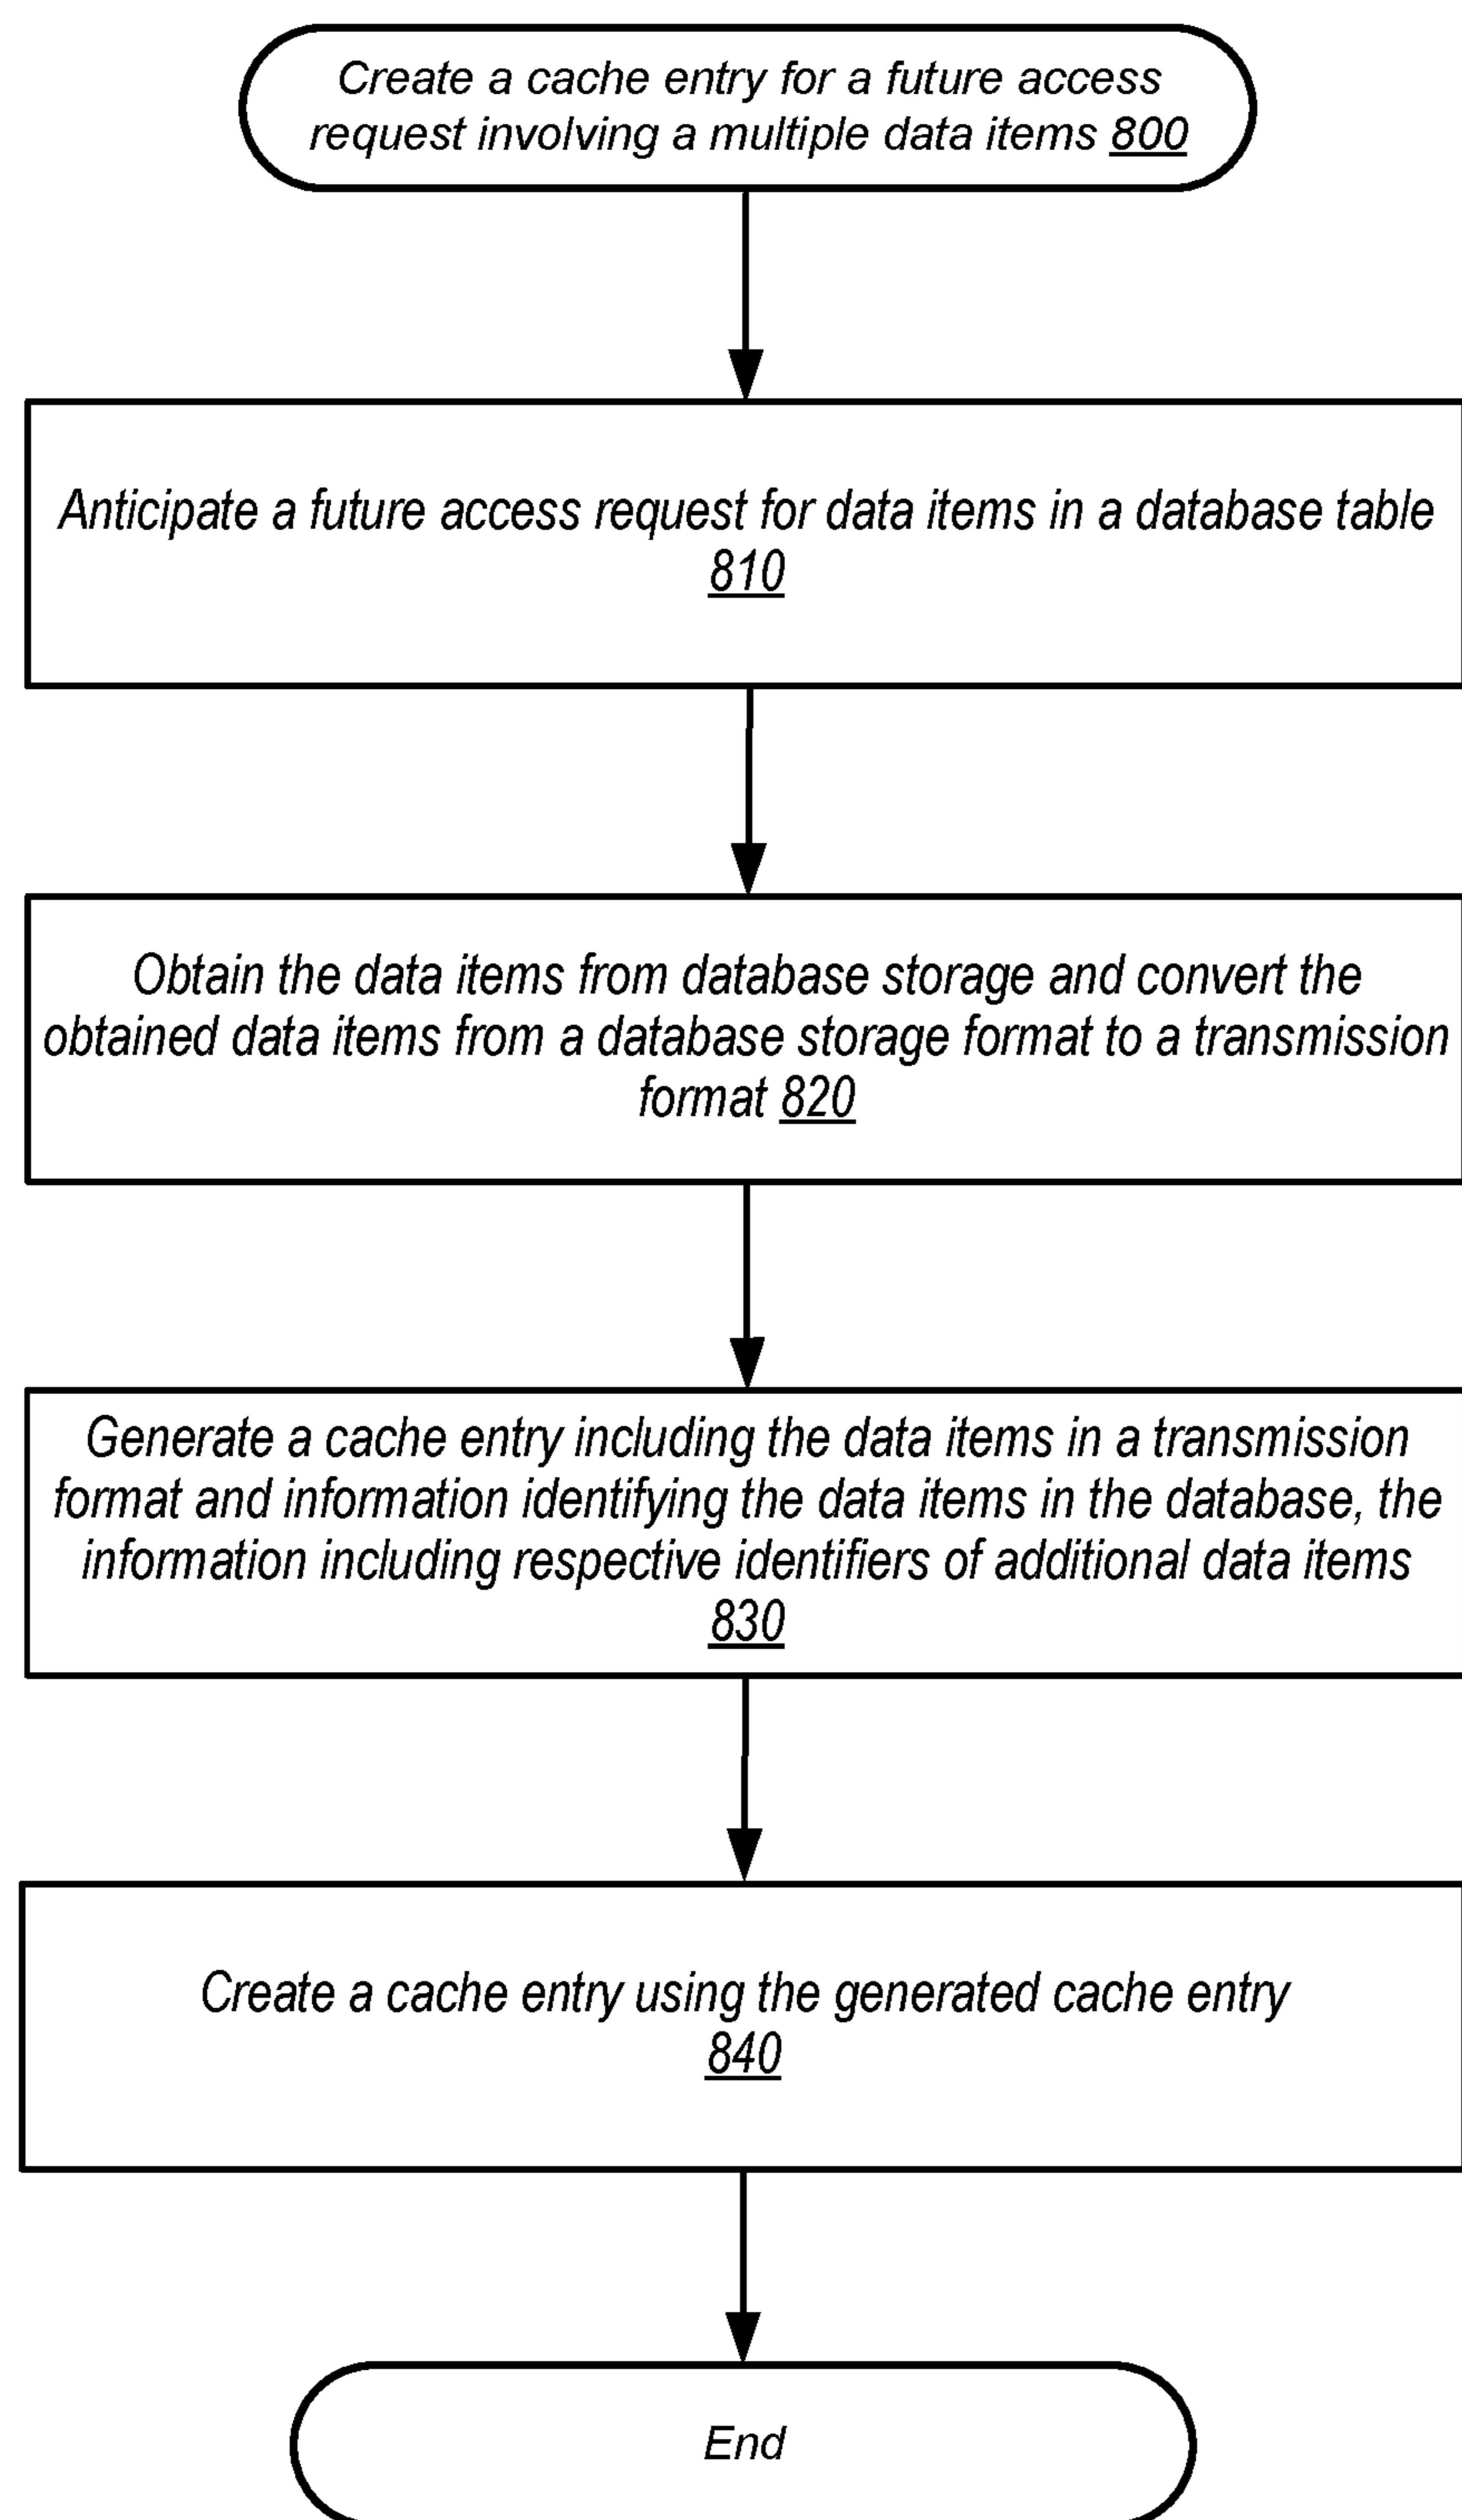 Create a cache entry for a future access
request involving a multiple data items 800
Anticipate a future access request for data items in a database table
810
Obtain the data items from database storage and convert the
obtained data items from a database storage format to a transmission
format 820
Generate a cache entry including the data items in a transmission
format and information identifying the data items in the database, the
information including respective identifiers of additional data items
830
Create a cache entry using the generated cache entry
840
End